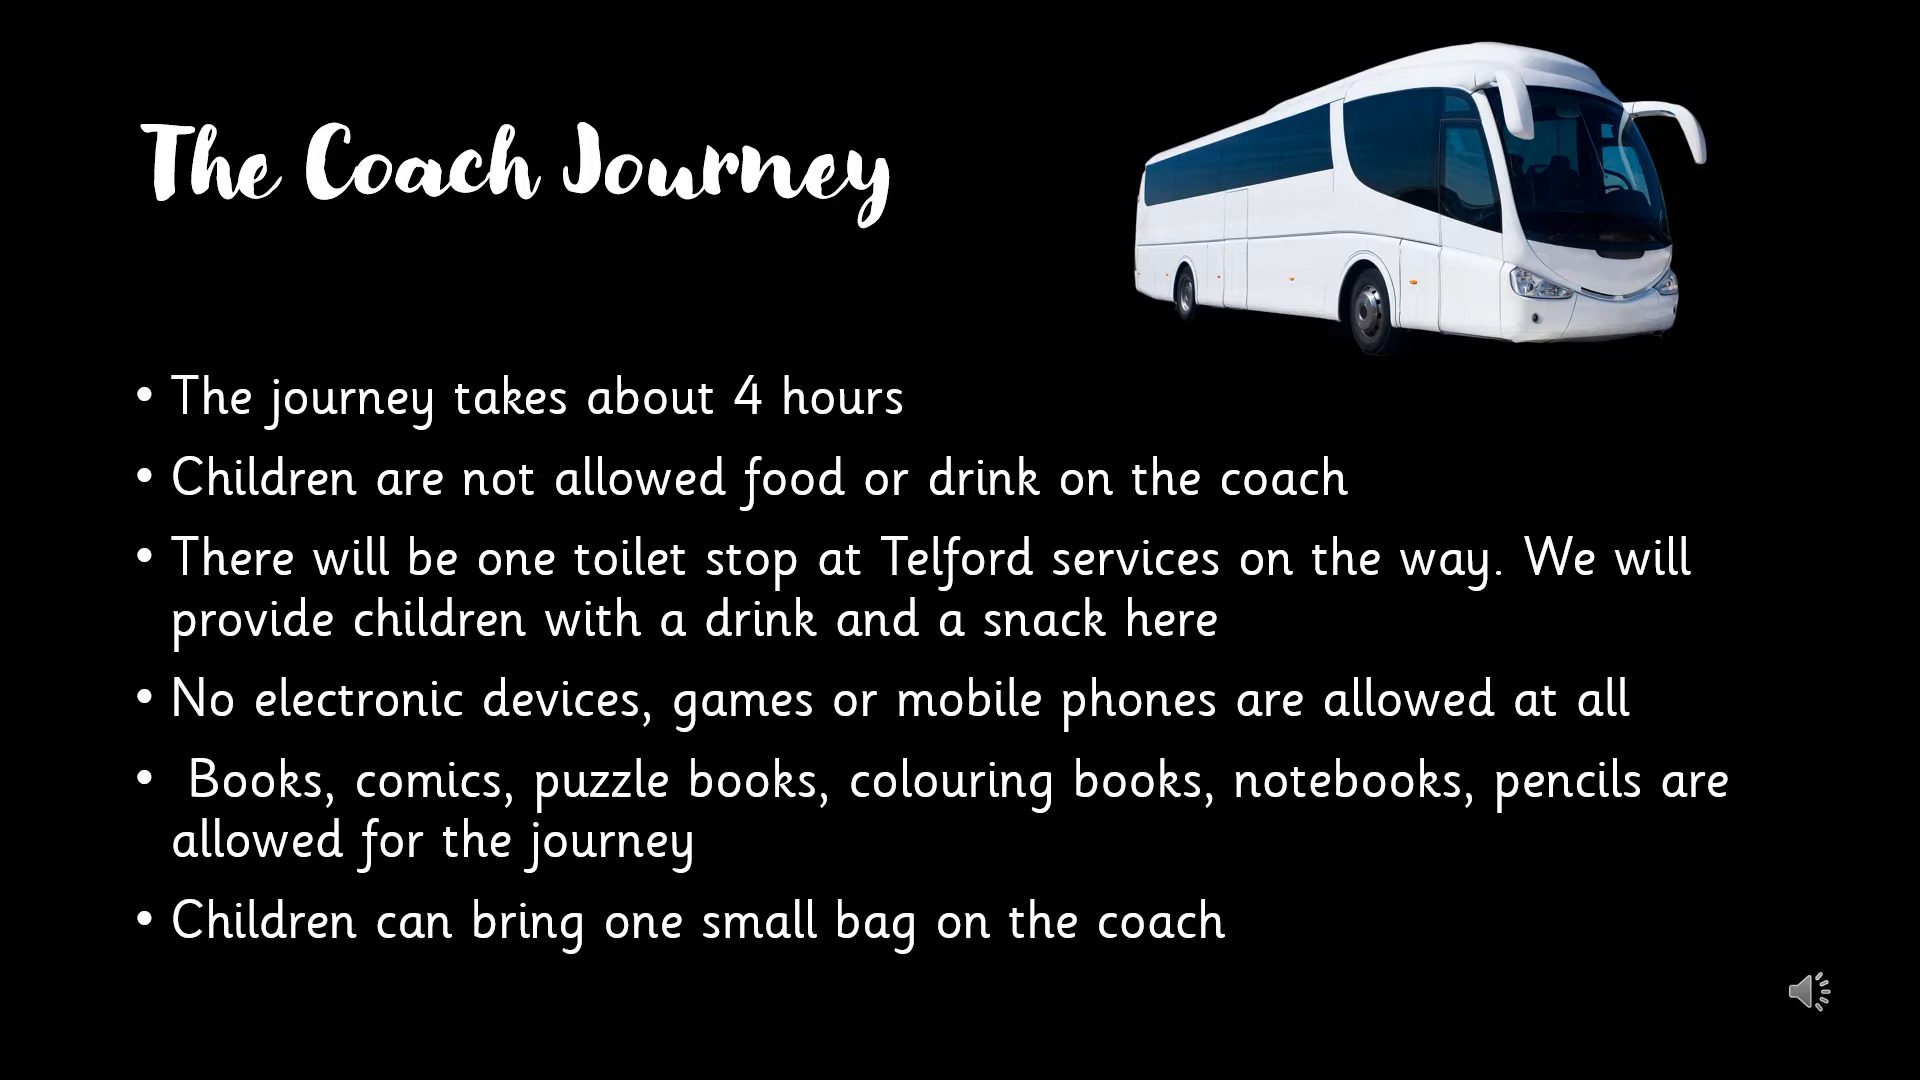 The Coach Journey
• The journey takes about 4 hours
• Children are not allowed food or drink on the coach
• There will be one toilet stop at Telford services on the way. We will
provide children with a drink and a snack here
• No electronic devices, games or mobile phones are allowed at all
• Books, comics, puzzle books, colouring books, notebooks, pencils are
allowed for the journey
• Children can bring one small bag on the coach